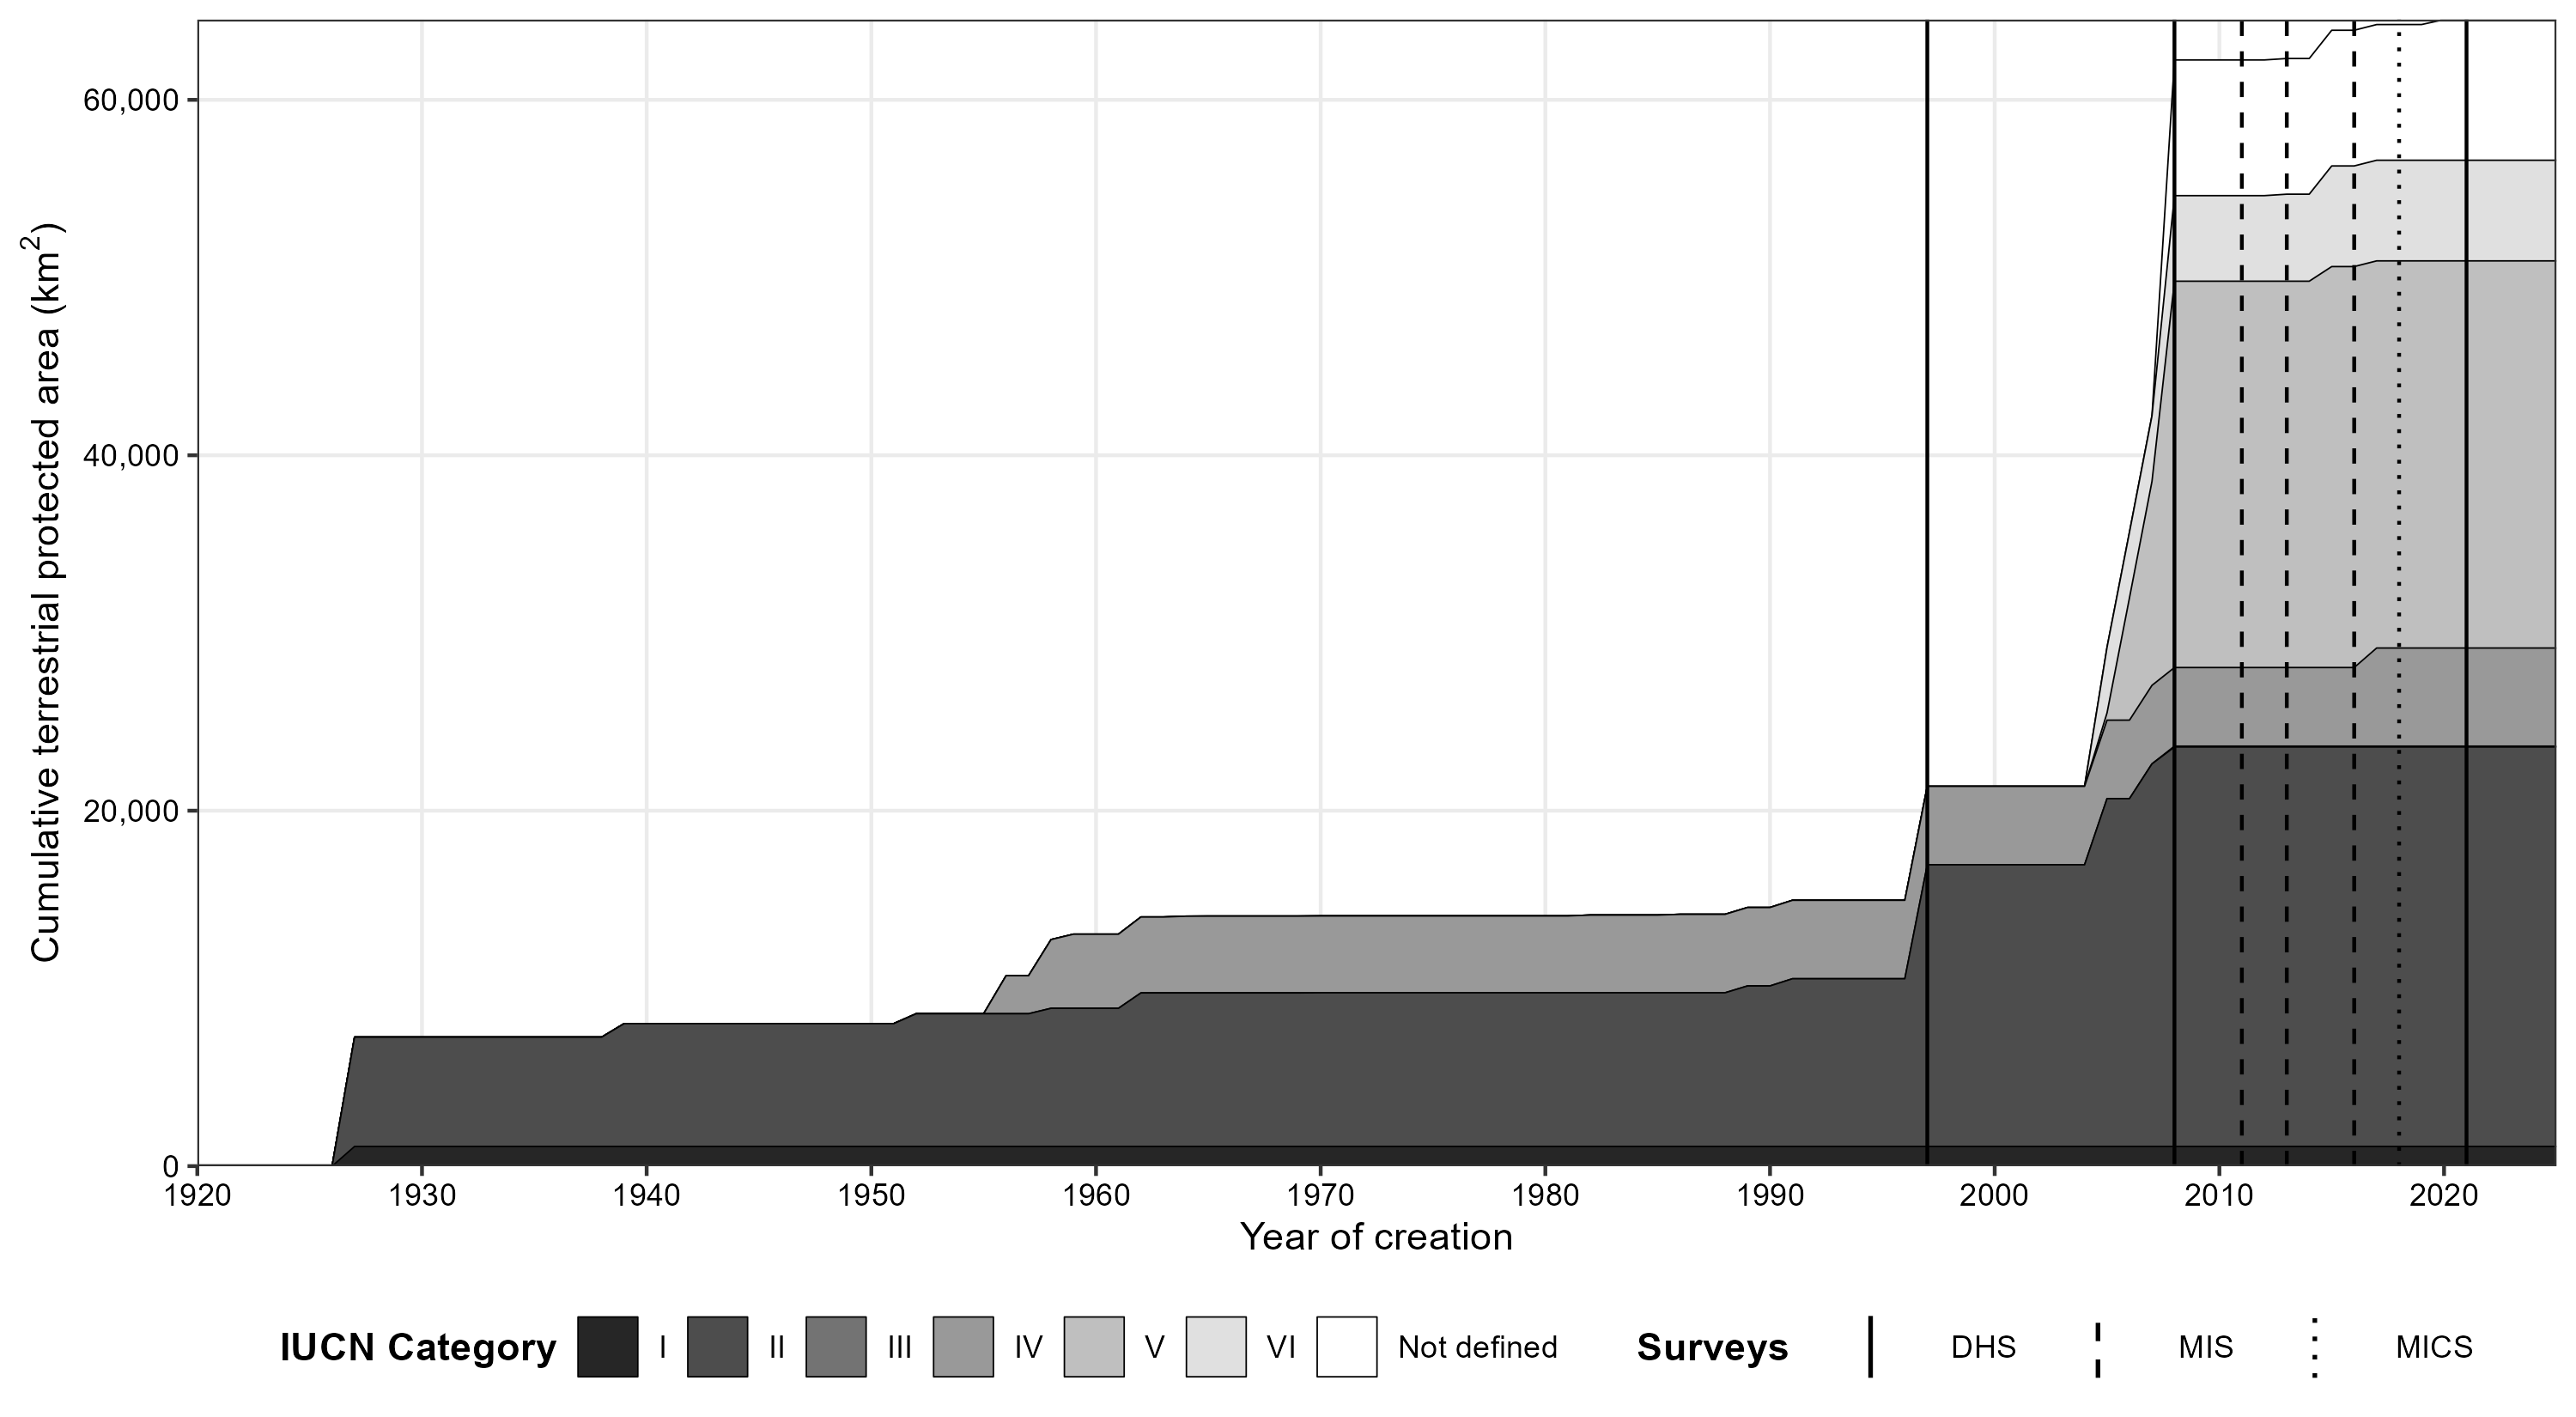 Cumulative terrestrial protected area (km²)
60,000
40,000
20,000
0
1920 1930 1940 1950 1960 1970 1980 1990 2000 2010 2020
Year of creation
IUCN Category I II III IV V VI Not defined Surveys DHS MIS MICS